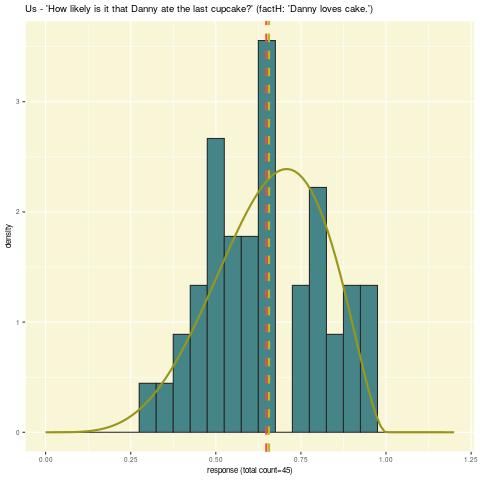 Us - 'How likely is it that Danny ate the last cupcake?' (factH: 'Danny loves cake.')
density
3
2
1
0
0.00 0.25 0.50 0.75 1.00 1.25
response (total count=45)